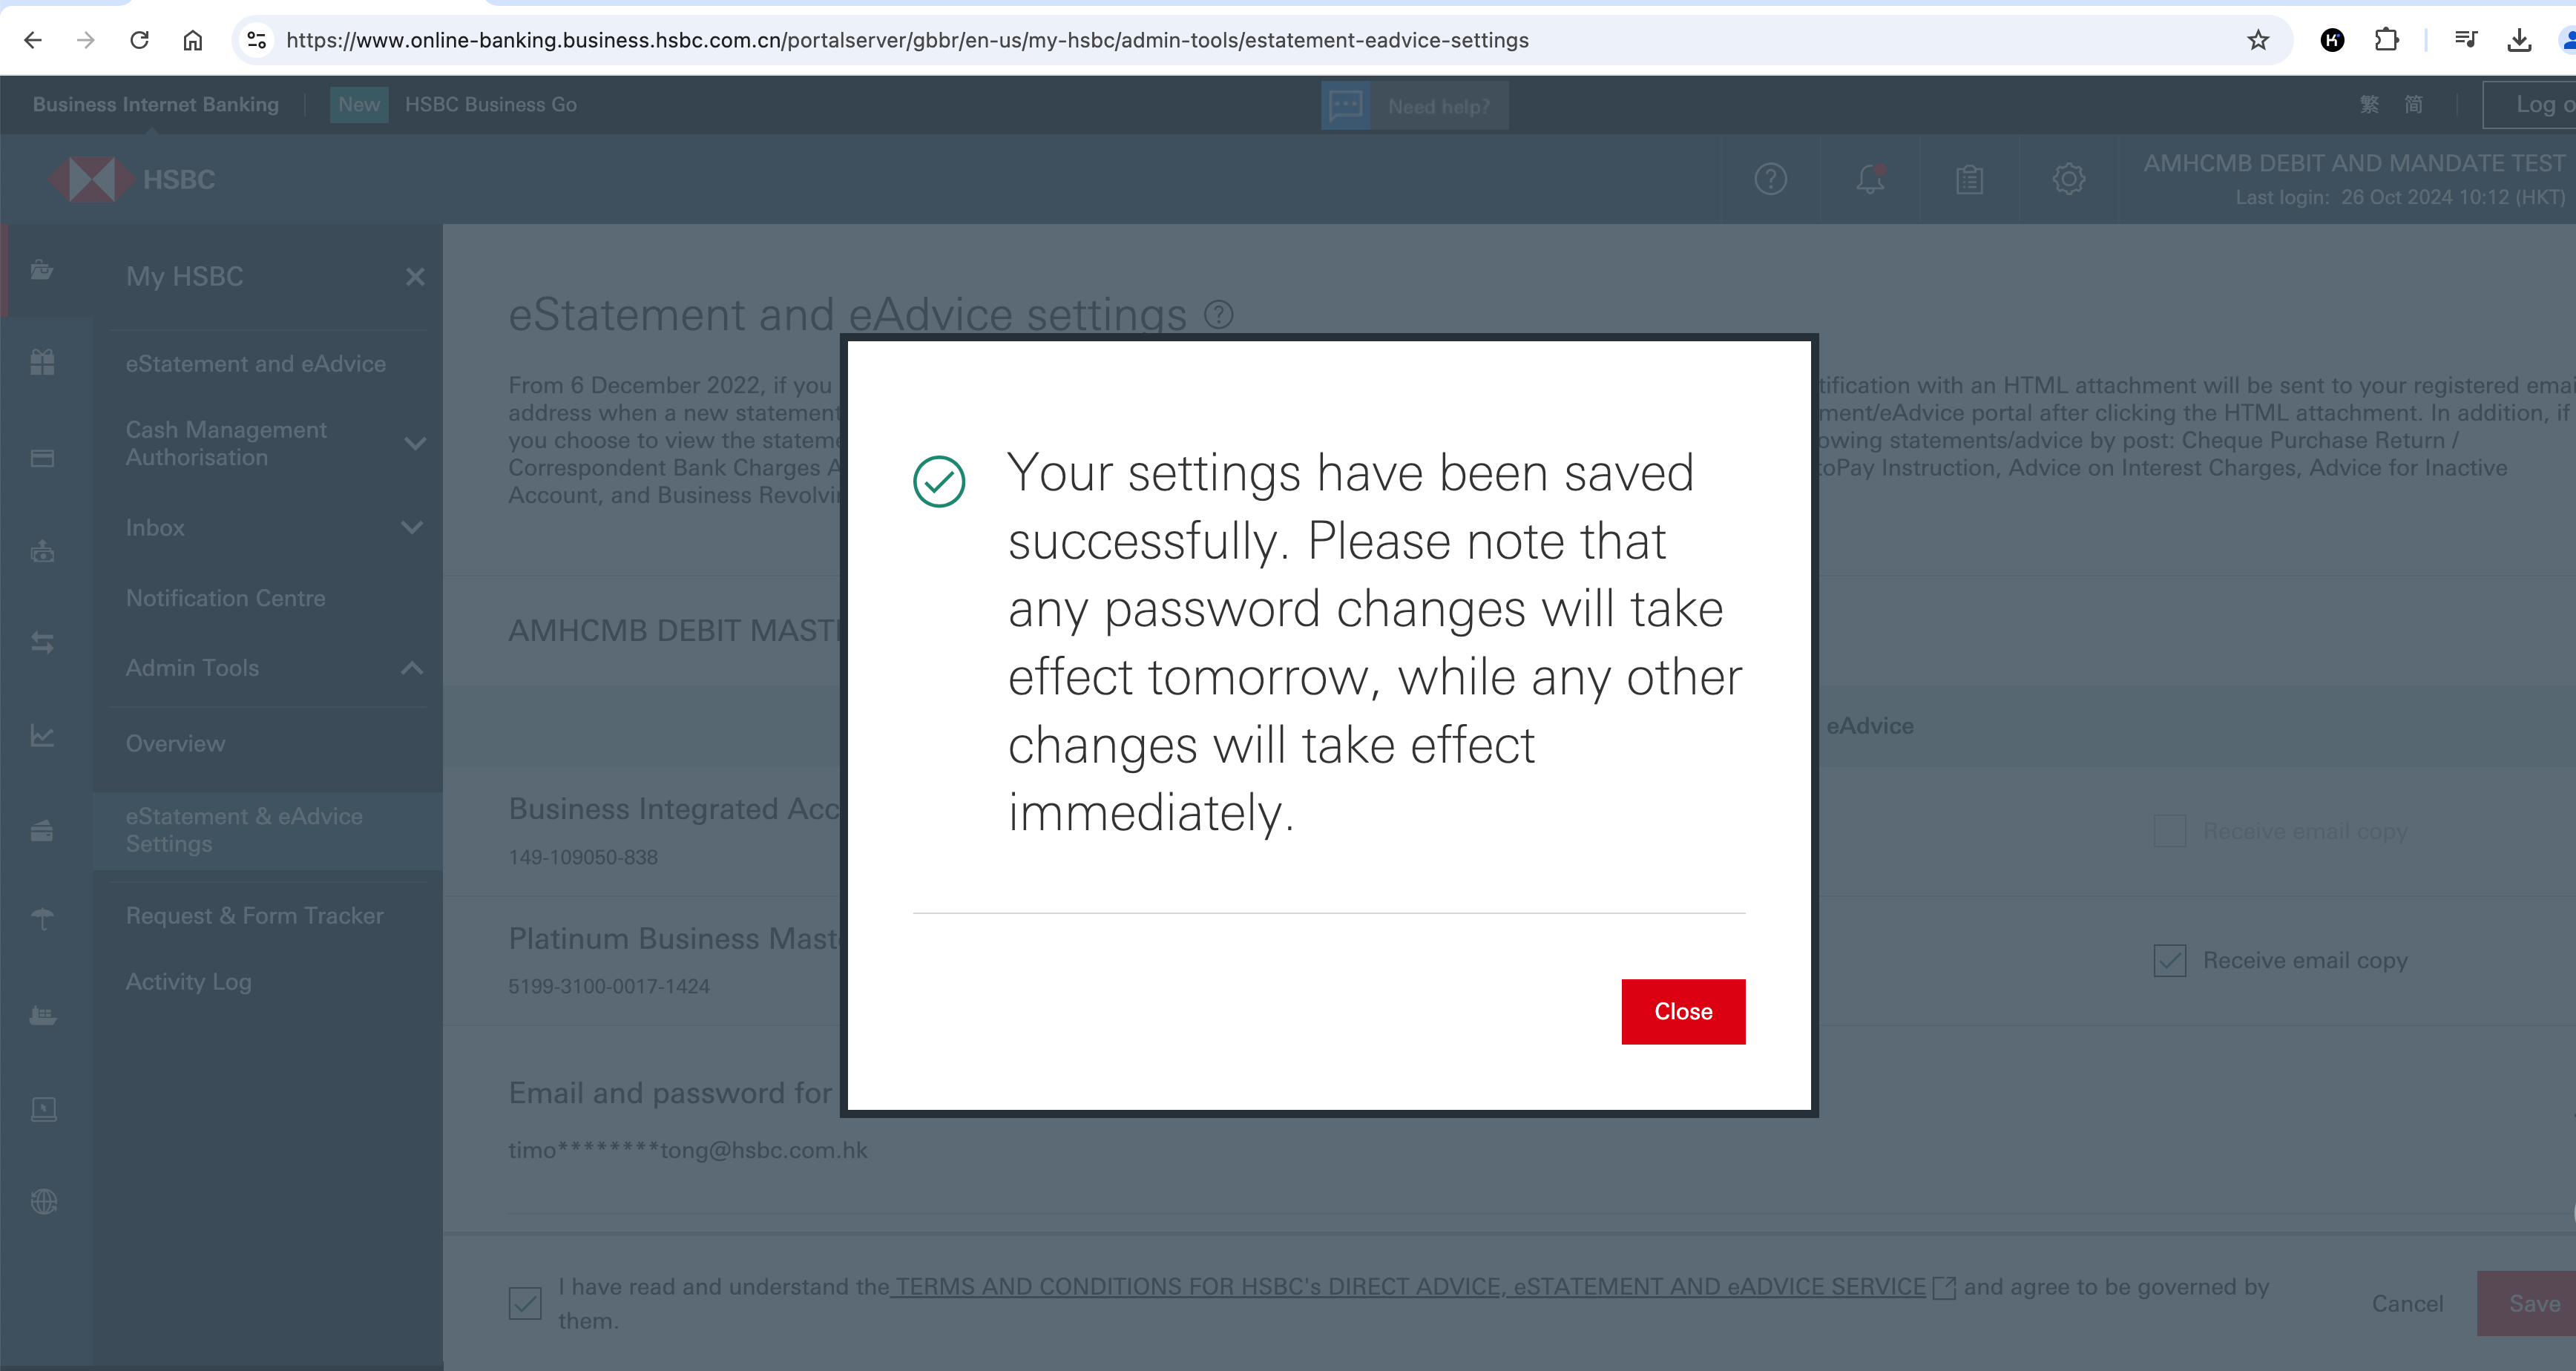 https://www.online-banking.business.hsbc.com.cn/portalserver/gbbr/en-us/my-hsbc/admin-tools/estatement-eadvice-settings
Business Internet Banking
New
HSBC Business Go
Need help?
繁 简
Log o
HSBC
AMHCMB DEBIT AND MANDATE TEST
Last login: 26 Oct 2024 10:12 (HKT)
My HSBC
eStatement and eAdvice
Cash Management
Authorisation
Inbox
Notification Centre
Admin Tools
Overview
eStatement & eAdvice
Settings
Request & Form Tracker
Activity Log
eStatement and eAdvice settings
From 6 December 2022, if you
tification with an HTML attachment will be sent to your registered emai
address when a new statement
ment/eAdvice portal after clicking the HTML attachment. In addition, if
you choose to view the stateme
owing statements/advice by post: Cheque Purchase Return /
Correspondent Bank Charges A
toPay Instruction, Advice on Interest Charges, Advice for Inactive
Account, and Business Revolvi
AMHCMB DEBIT MAST
eAdvice
Business Integrated Acc
149-109050-838
Receive email copy
Platinum Business Mast
5199-3100-0017-1424
Receive email copy
Email and password for
timo********tong@hsbc.com.hk
Your settings have been saved
successfully. Please note that
any password changes will take
effect tomorrow, while any other
changes will take effect
immediately.
Close
I have read and understand the TERMS AND CONDITIONS FOR HSBC's DIRECT ADVICE, eSTATEMENT AND eADVICE SERVICE and agree to be governed by
them.
Cancel
Save